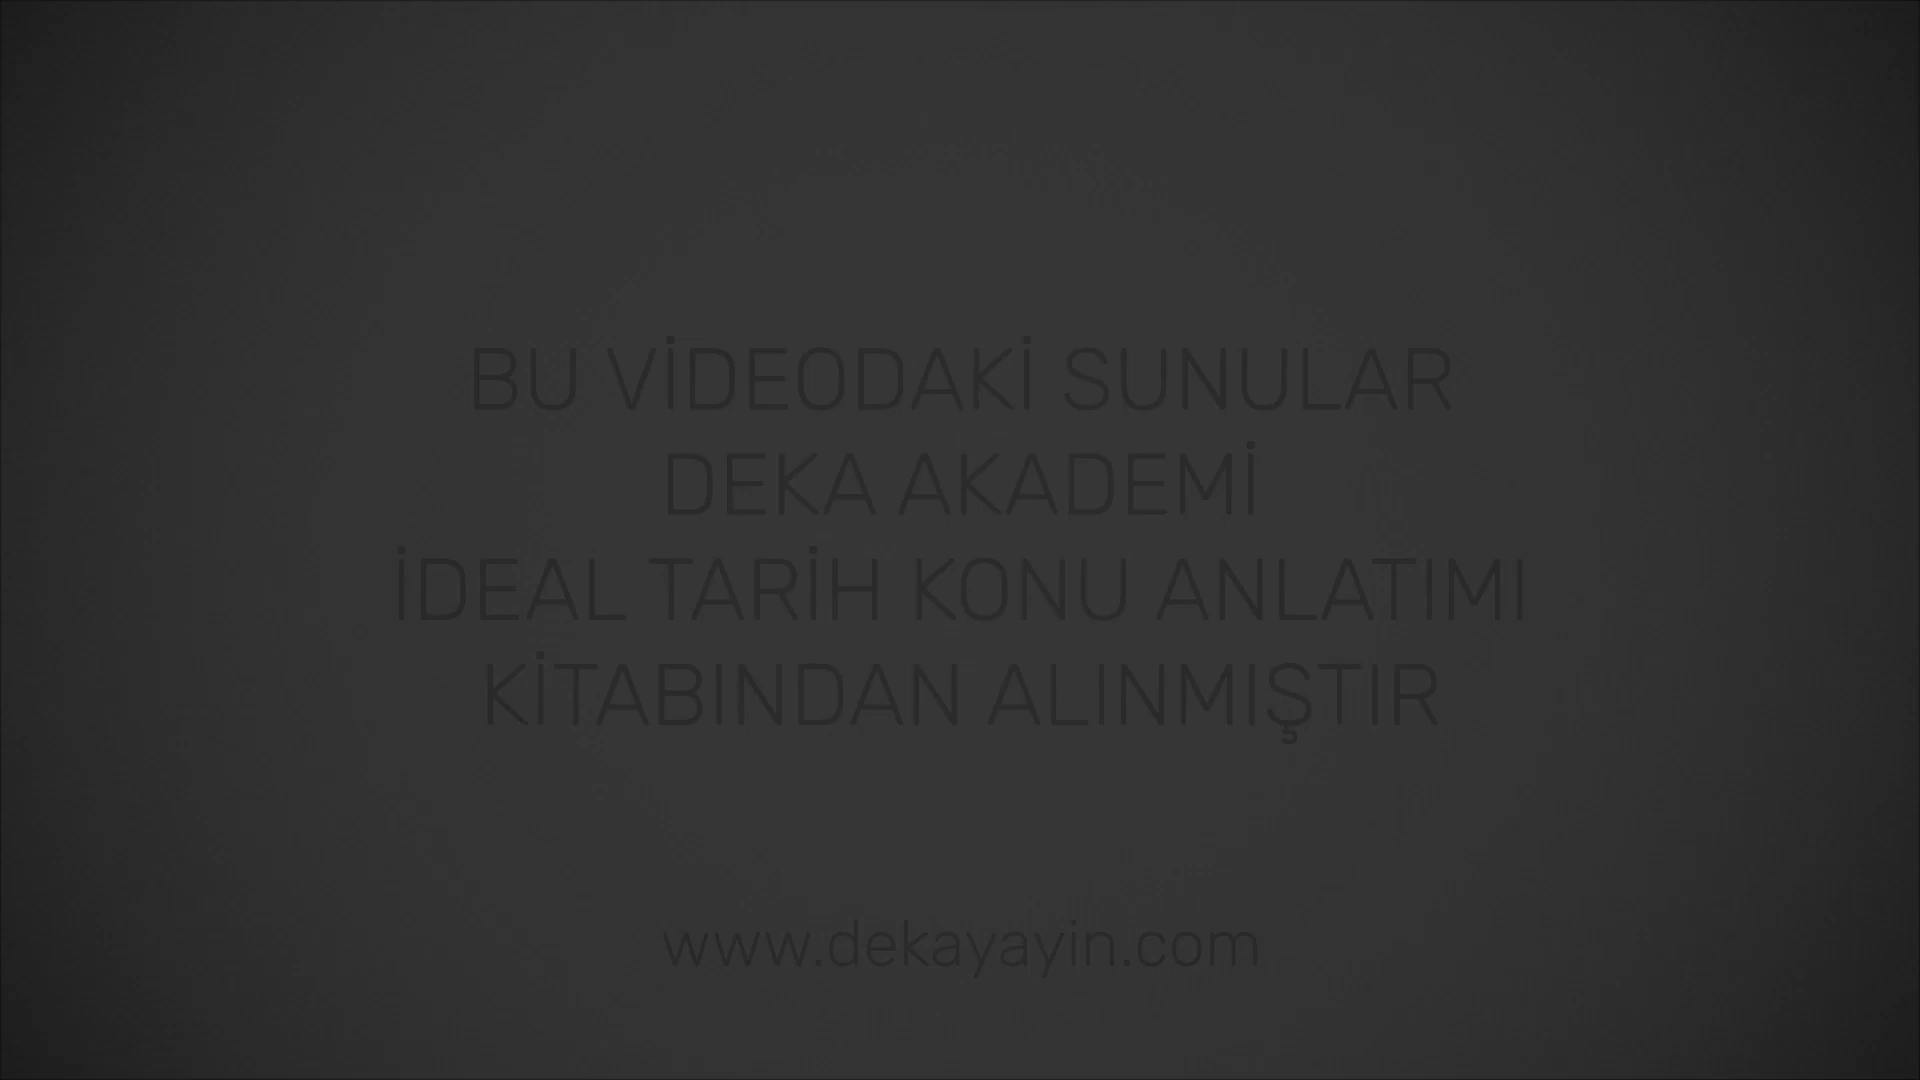 BU VİDEODAKİ SUNULAR
DEKA AKADEMİ
İDEAL TARİH KONU ANLATIMI
KİTABINDAN ALINMIŞTIR
www.dekayayin.com